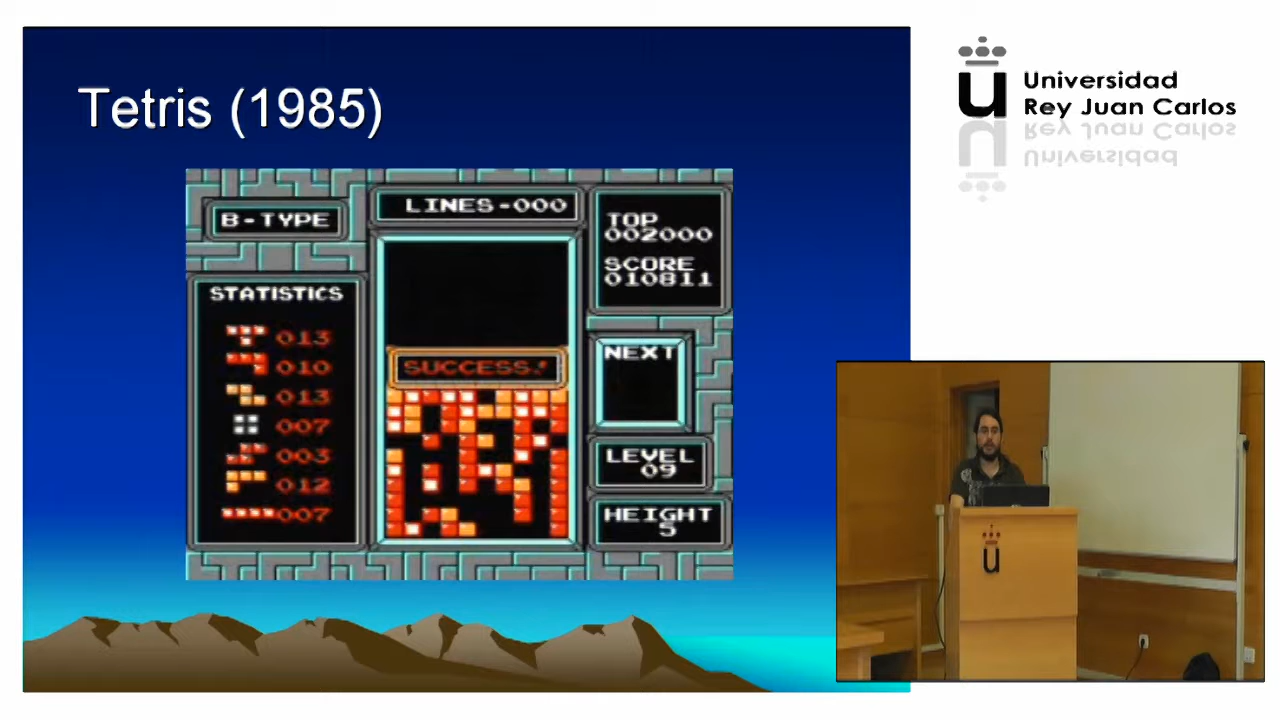 Tetris (1985)
B-TYPE
LINES-000
TOP
002000
SCORE
010811
STATISTICS
013
010
013
007
003
012
007
SUCCESS!
NEXT
LEVEL
09
HEIGHT
5
Universidad
Rey Juan Carlos
u